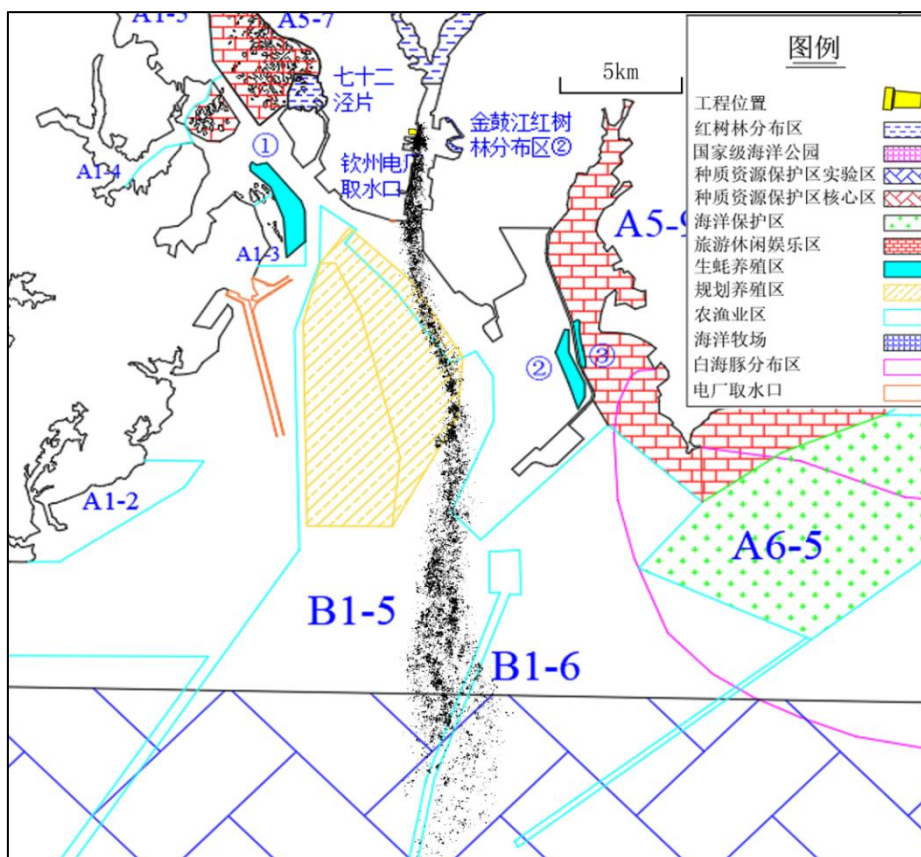 A5-7
七十二
泾片
金鼓江红树
林分布区②
钦州电厂
取水口
①
A1-4
A1-3
A5-9
②
③
A1-2
A6-5
B1-5
B1-6
5km
图例
工程位置
红树林分布区
国家级海洋公园
种质资源保护区实验区
种质资源保护区核心区
海洋保护区
旅游休闲娱乐区
生蚝养殖区
规划养殖区
农渔业区
海洋牧场
白海豚分布区
电厂取水口